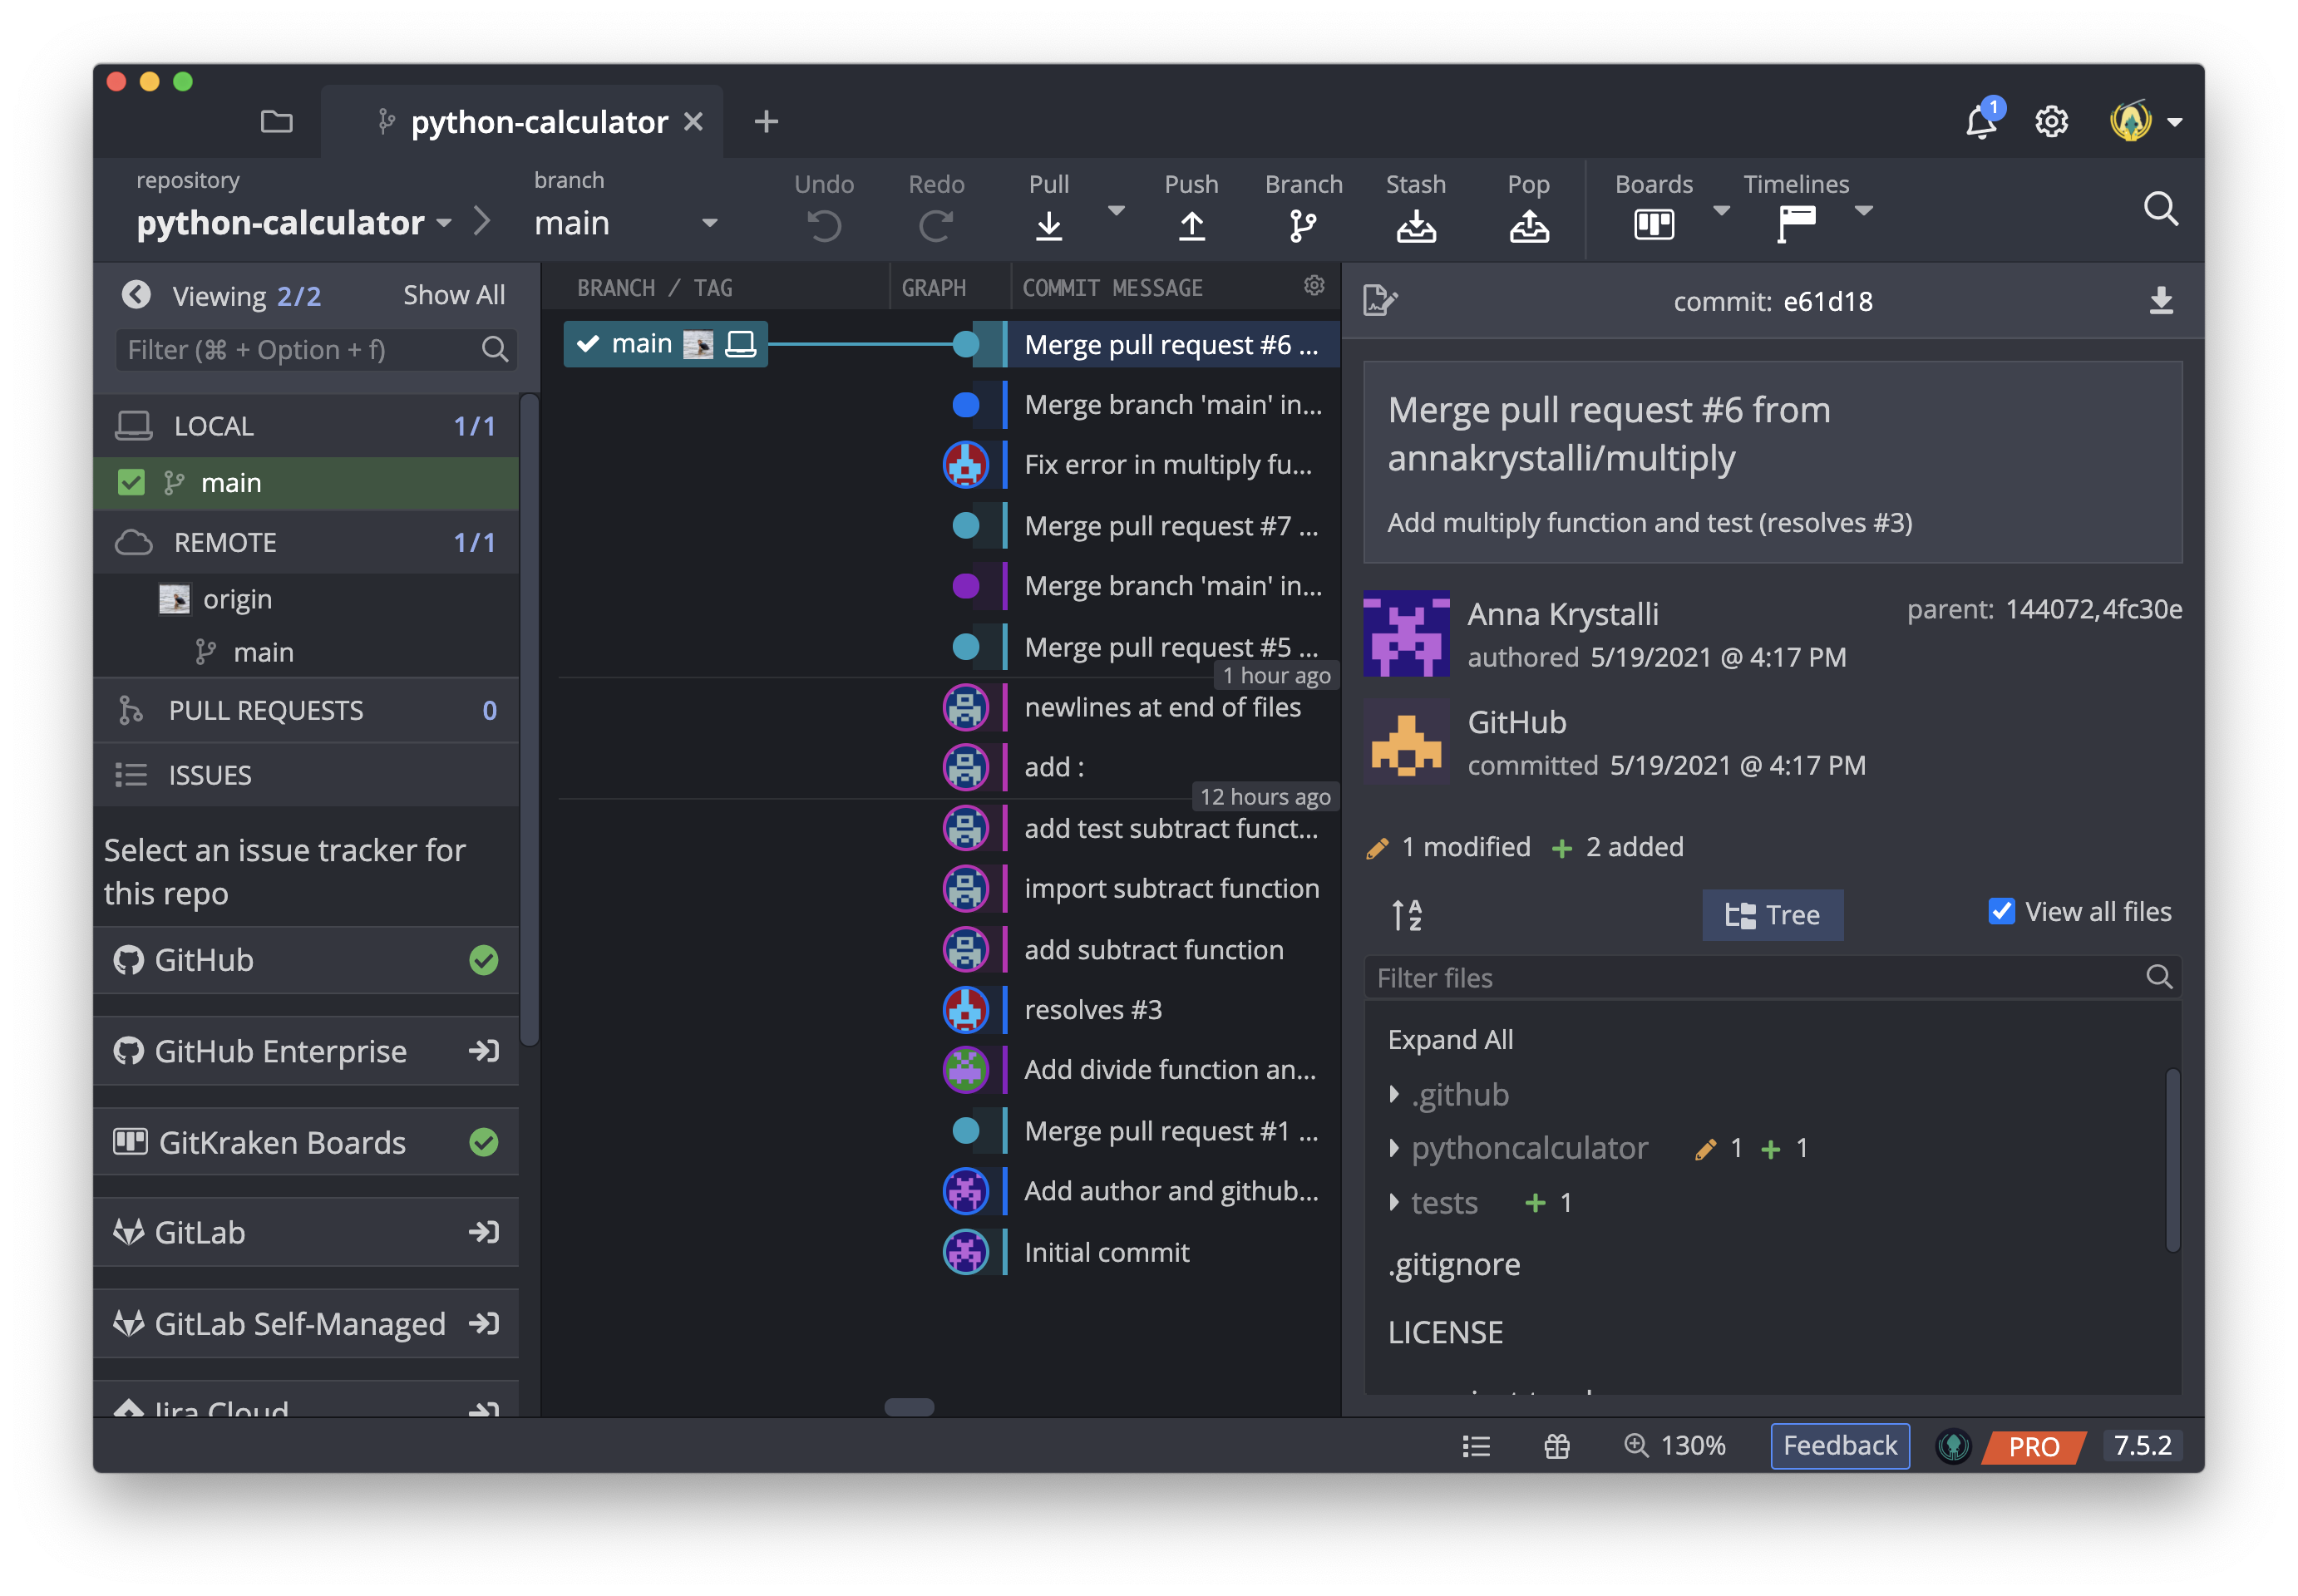 python-calculator
1
repository
python-calculator
branch
main
Undo
Redo
Pull
Push
Branch
Stash
Pop
Boards
Timelines
Viewing 2/2
Show All
Filter (⌘ + Option + f)
LOCAL 1/1
main
REMOTE 1/1
origin
main
PULL REQUESTS 0
ISSUES
Select an issue tracker for
this repo
GitHub
GitHub Enterprise
GitKraken Boards
GitLab
GitLab Self-Managed
Jira Cloud
BRANCH / TAG
GRAPH
COMMIT MESSAGE
main
Merge pull request #6 ...
Merge branch 'main' in...
Fix error in multiply fu...
Merge pull request #7 ...
Merge branch 'main' in...
Merge pull request #5 ...
1 hour ago
newlines at end of files
add :
12 hours ago
add test subtract funct...
import subtract function
add subtract function
resolves #3
Add divide function an...
Merge pull request #1 ...
Add author and github...
Initial commit
commit: e61d18
Merge pull request #6 from
annakrystalli/multiply
Add multiply function and test (resolves #3)
Anna Krystalli
authored 5/19/2021 @ 4:17 PM
parent: 144072,4fc30e
GitHub
committed 5/19/2021 @ 4:17 PM
1 modified + 2 added
A
Z
Tree
View all files
Filter files
Expand All
.github
pythoncalculator 1 + 1
tests + 1
.gitignore
LICENSE
130%
Feedback
PRO
7.5.2